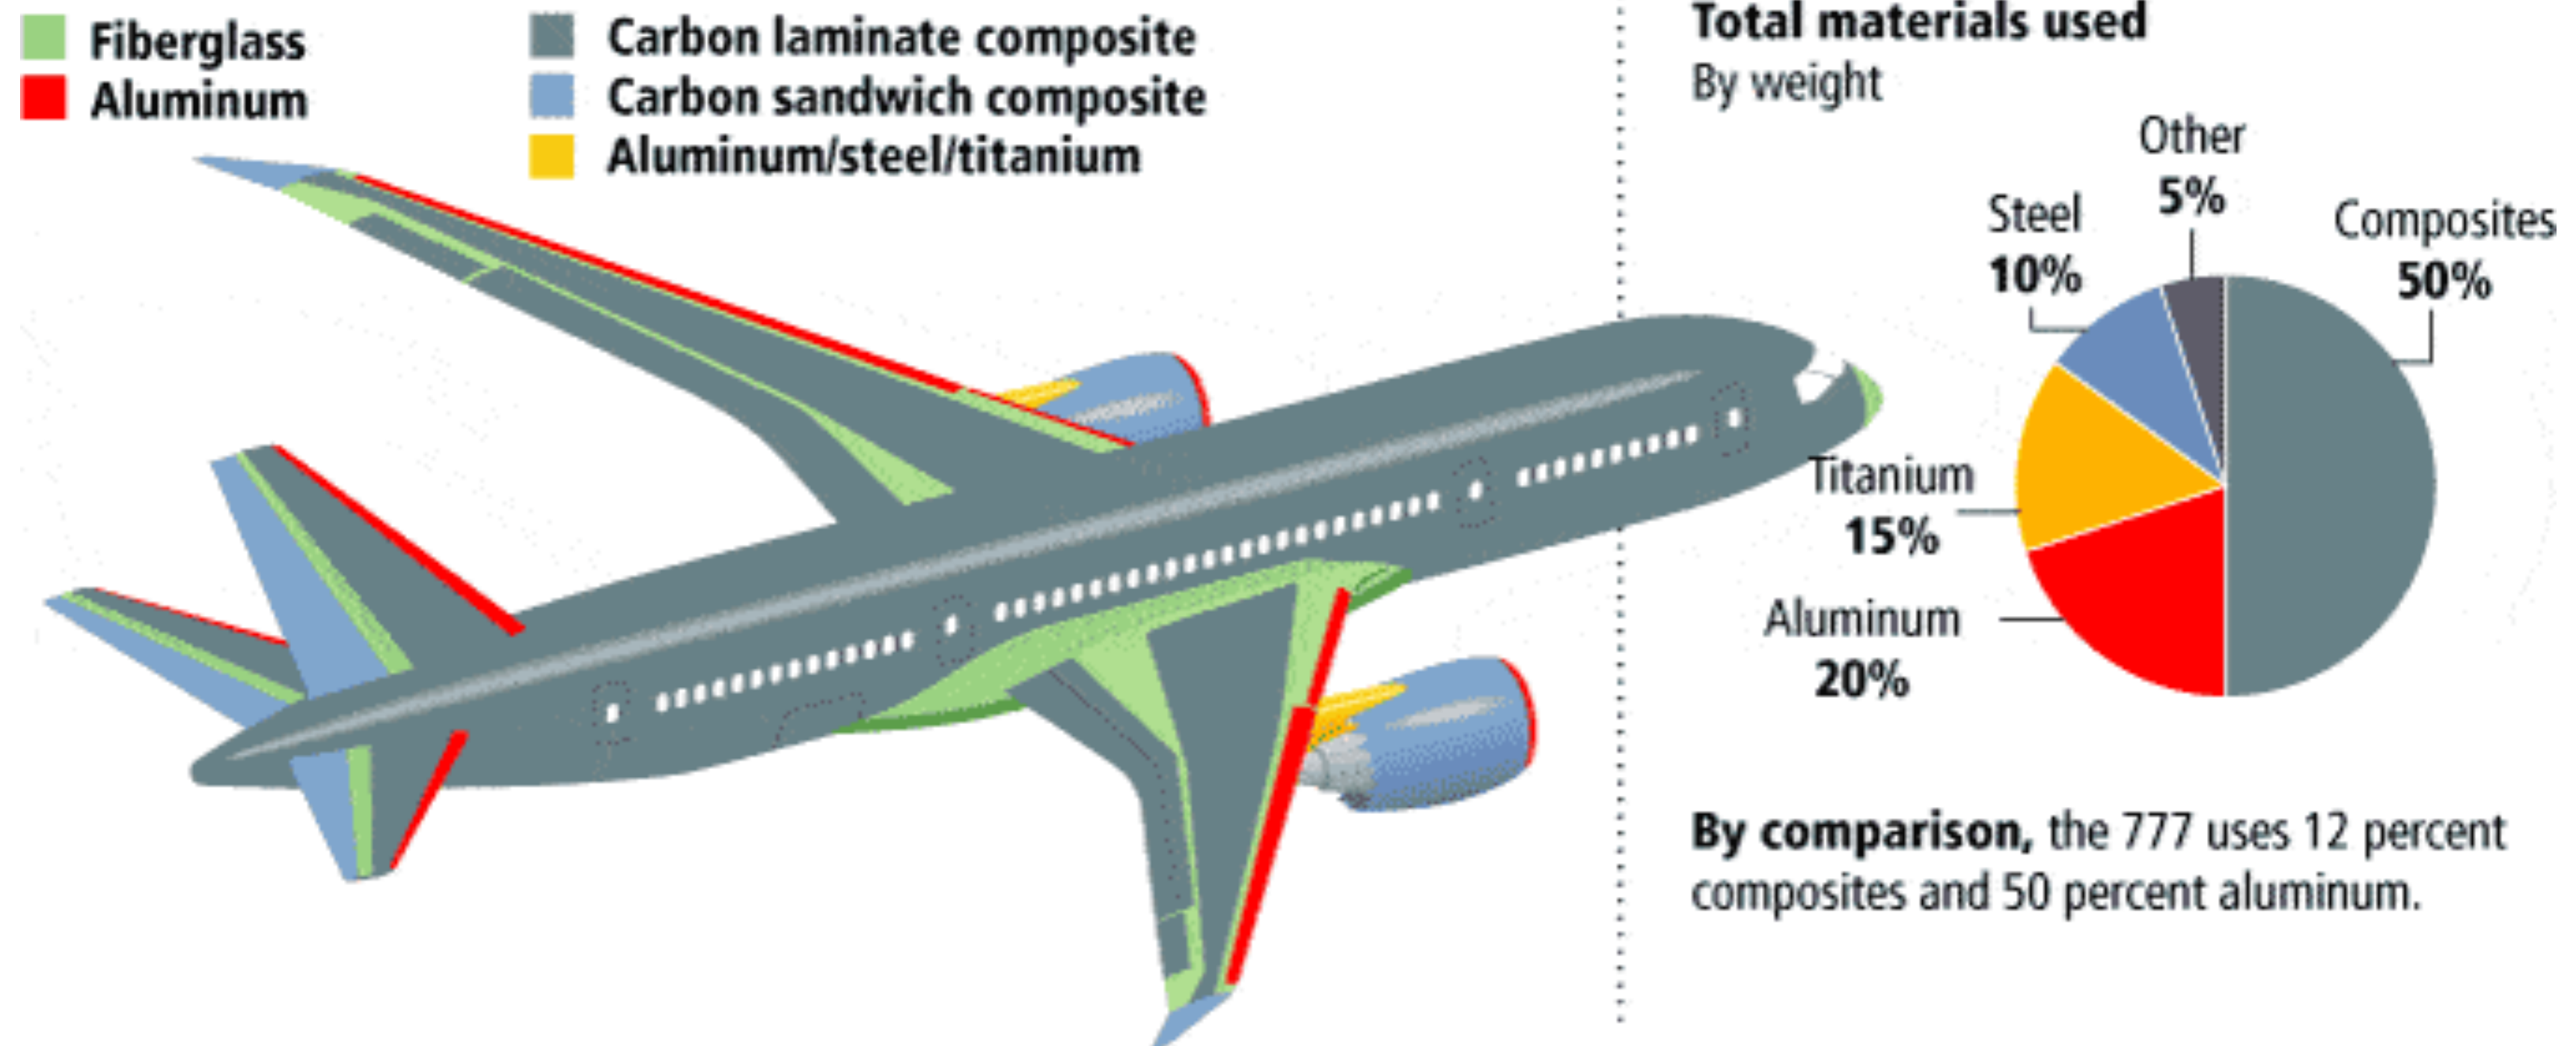 Fiberglass
Aluminum
Carbon laminate composite
Carbon sandwich composite
Aluminum/steel/titanium
Total materials used
By weight
Other
5%
Steel
10%
Composites
50%
Titanium
15%
Aluminum
20%
By comparison, the 777 uses 12 percent
composites and 50 percent aluminum.